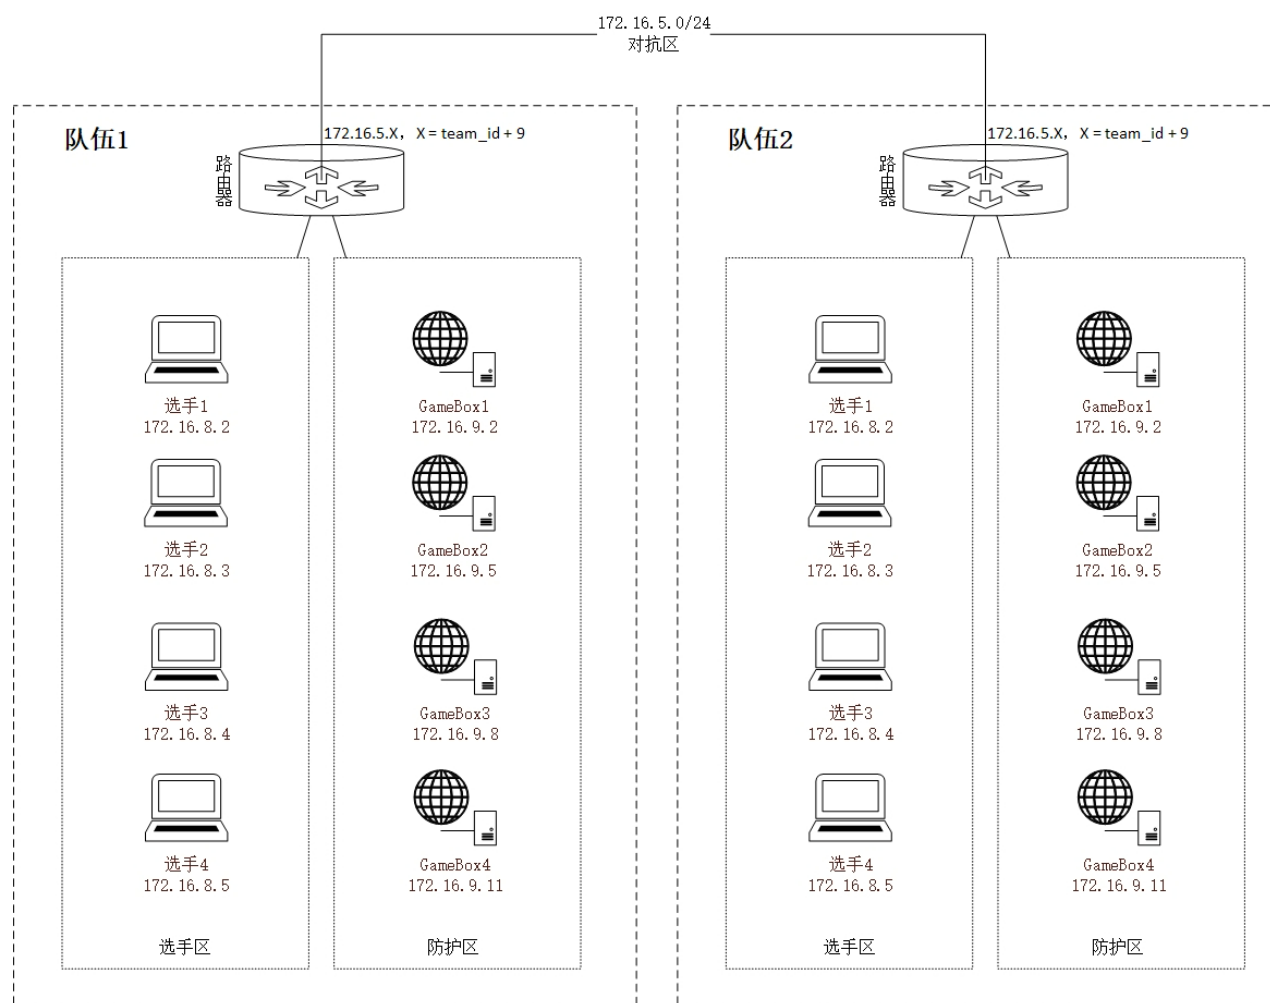 172.16.5.0/24
对抗区
队伍1
172.16.5.X，X = team_id + 9
路由器
选手1
172.16.8.2
选手2
172.16.8.3
选手3
172.16.8.4
选手4
172.16.8.5
选手区
GameBox1
172.16.9.2
GameBox2
172.16.9.5
GameBox3
172.16.9.8
GameBox4
172.16.9.11
防护区
队伍2
172.16.5.X，X = team_id + 9
路由器
选手1
172.16.8.2
选手2
172.16.8.3
选手3
172.16.8.4
选手4
172.16.8.5
选手区
GameBox1
172.16.9.2
GameBox2
172.16.9.5
GameBox3
172.16.9.8
GameBox4
172.16.9.11
防护区